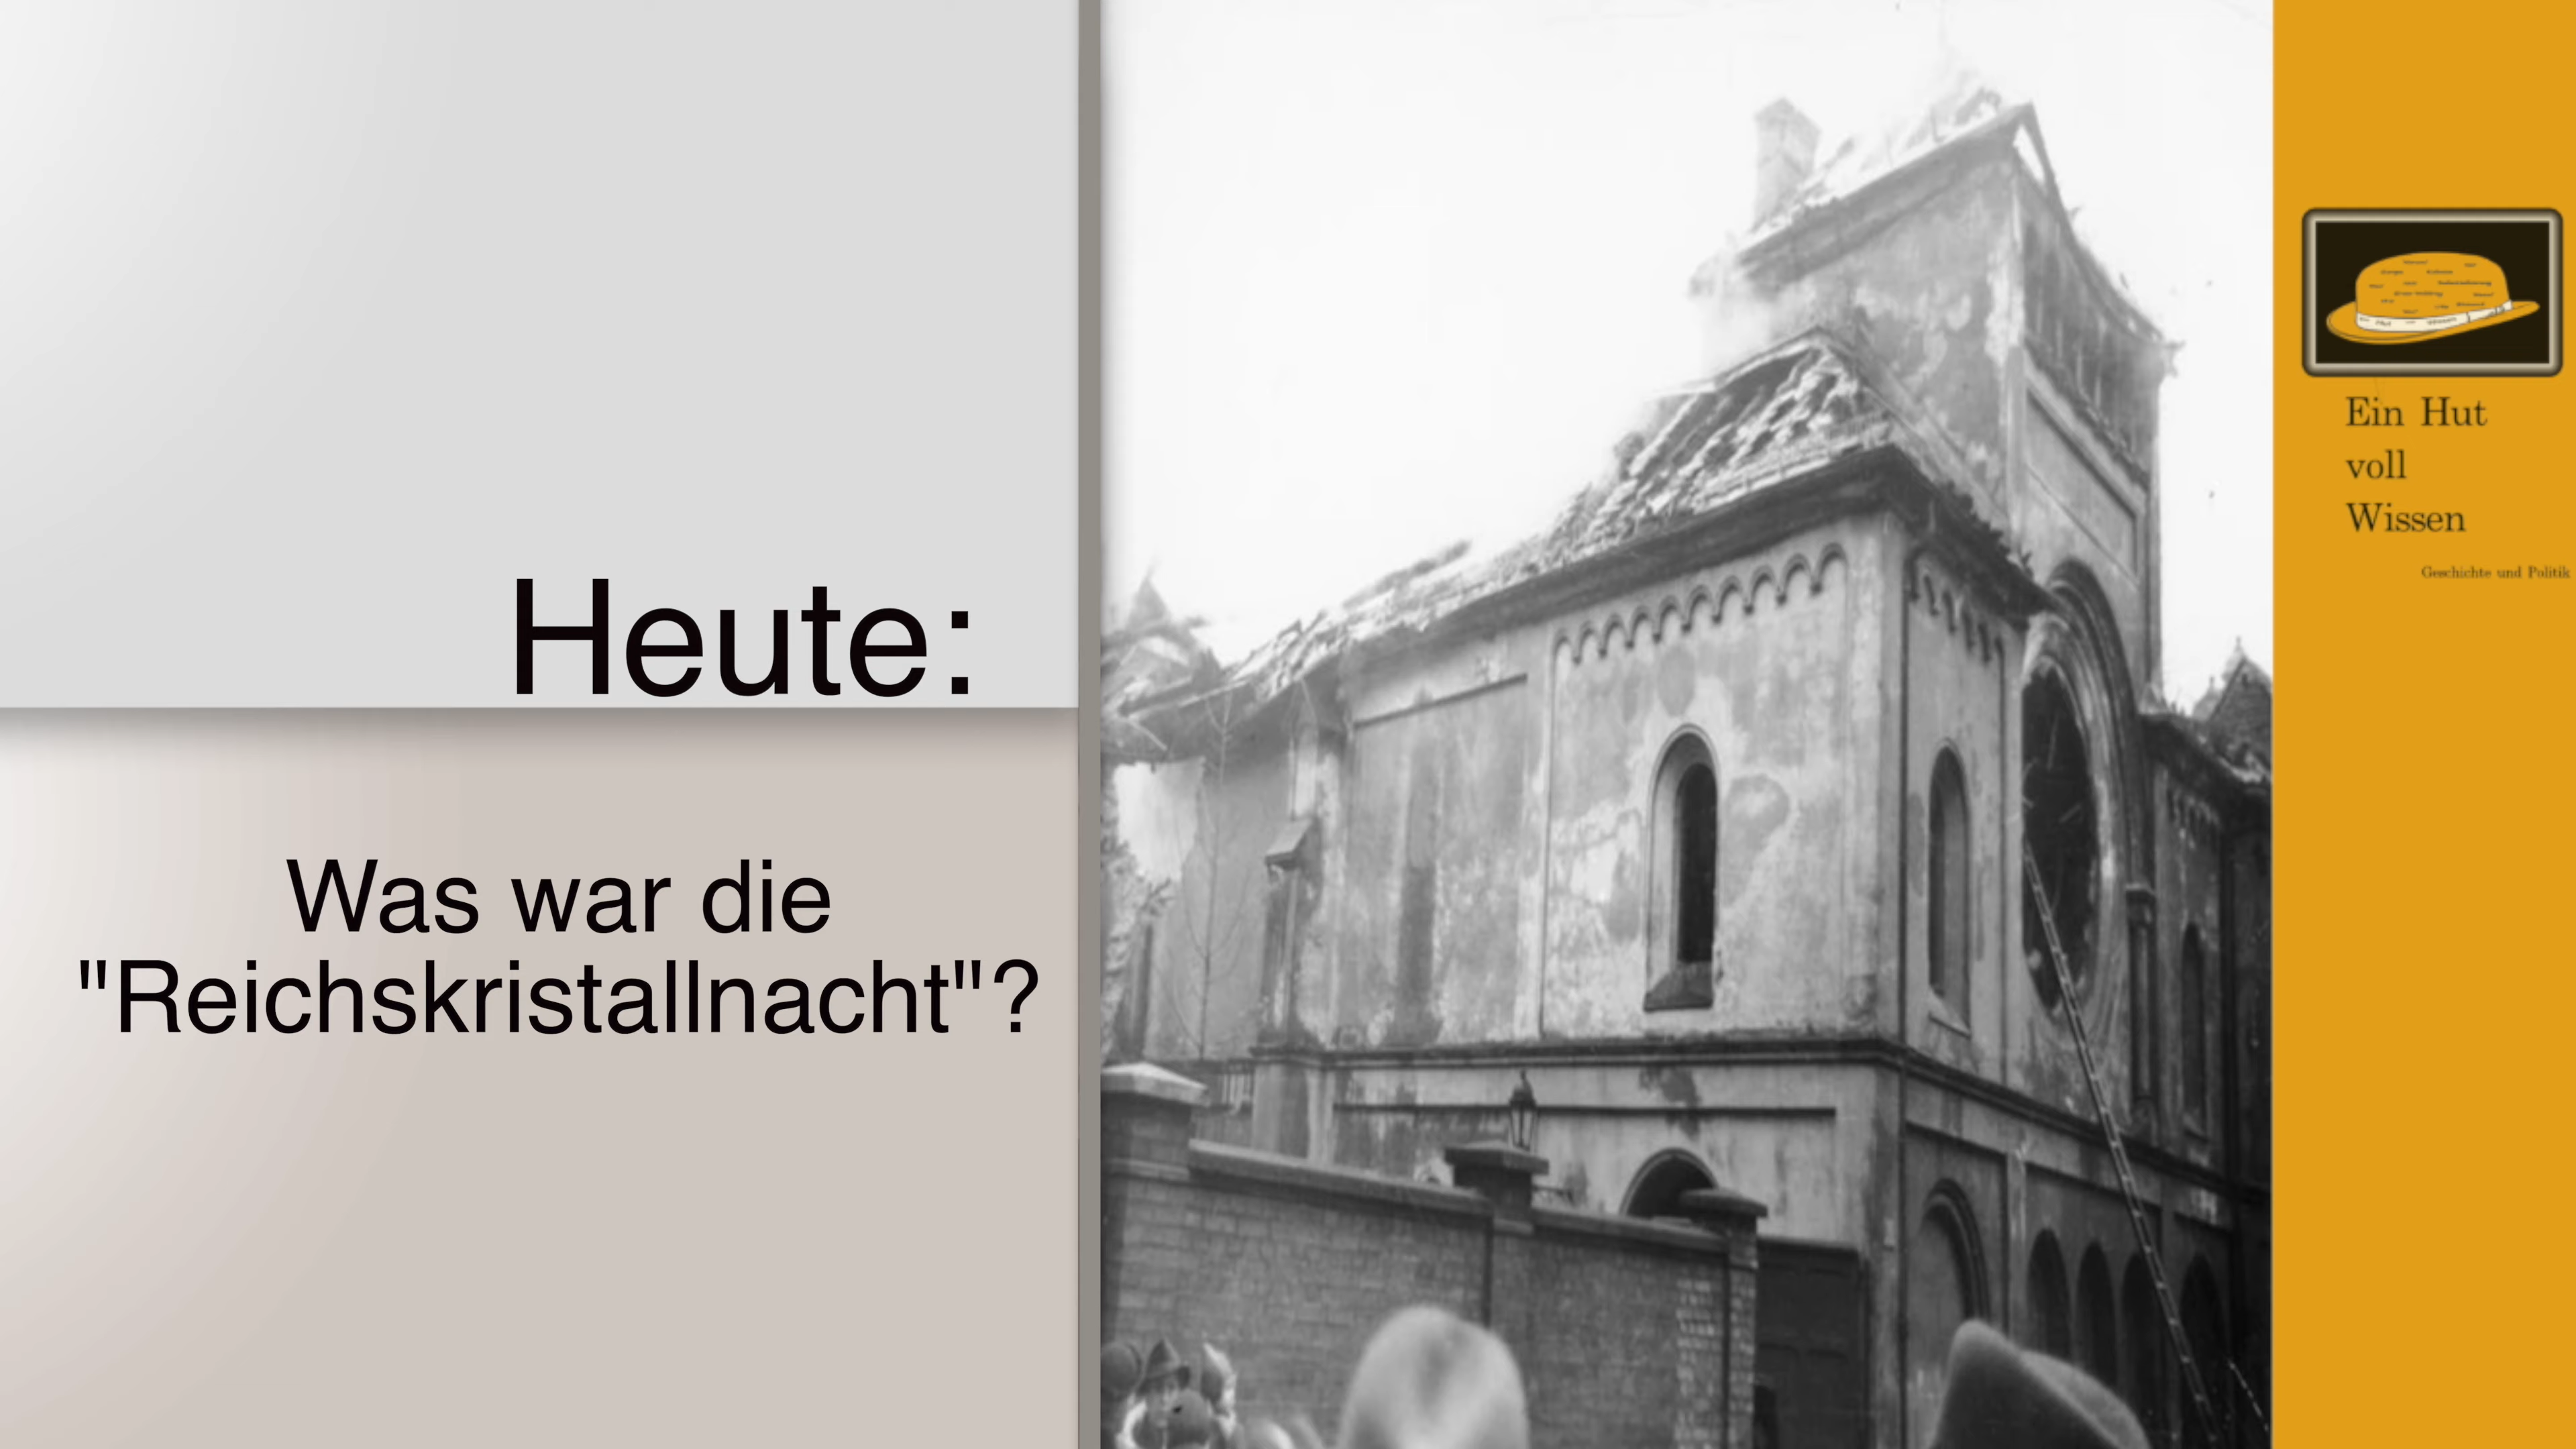 Heute:
Was war die
"Reichskristallnacht"?
Ein Hut
voll
Wissen
Geschichte und Politik